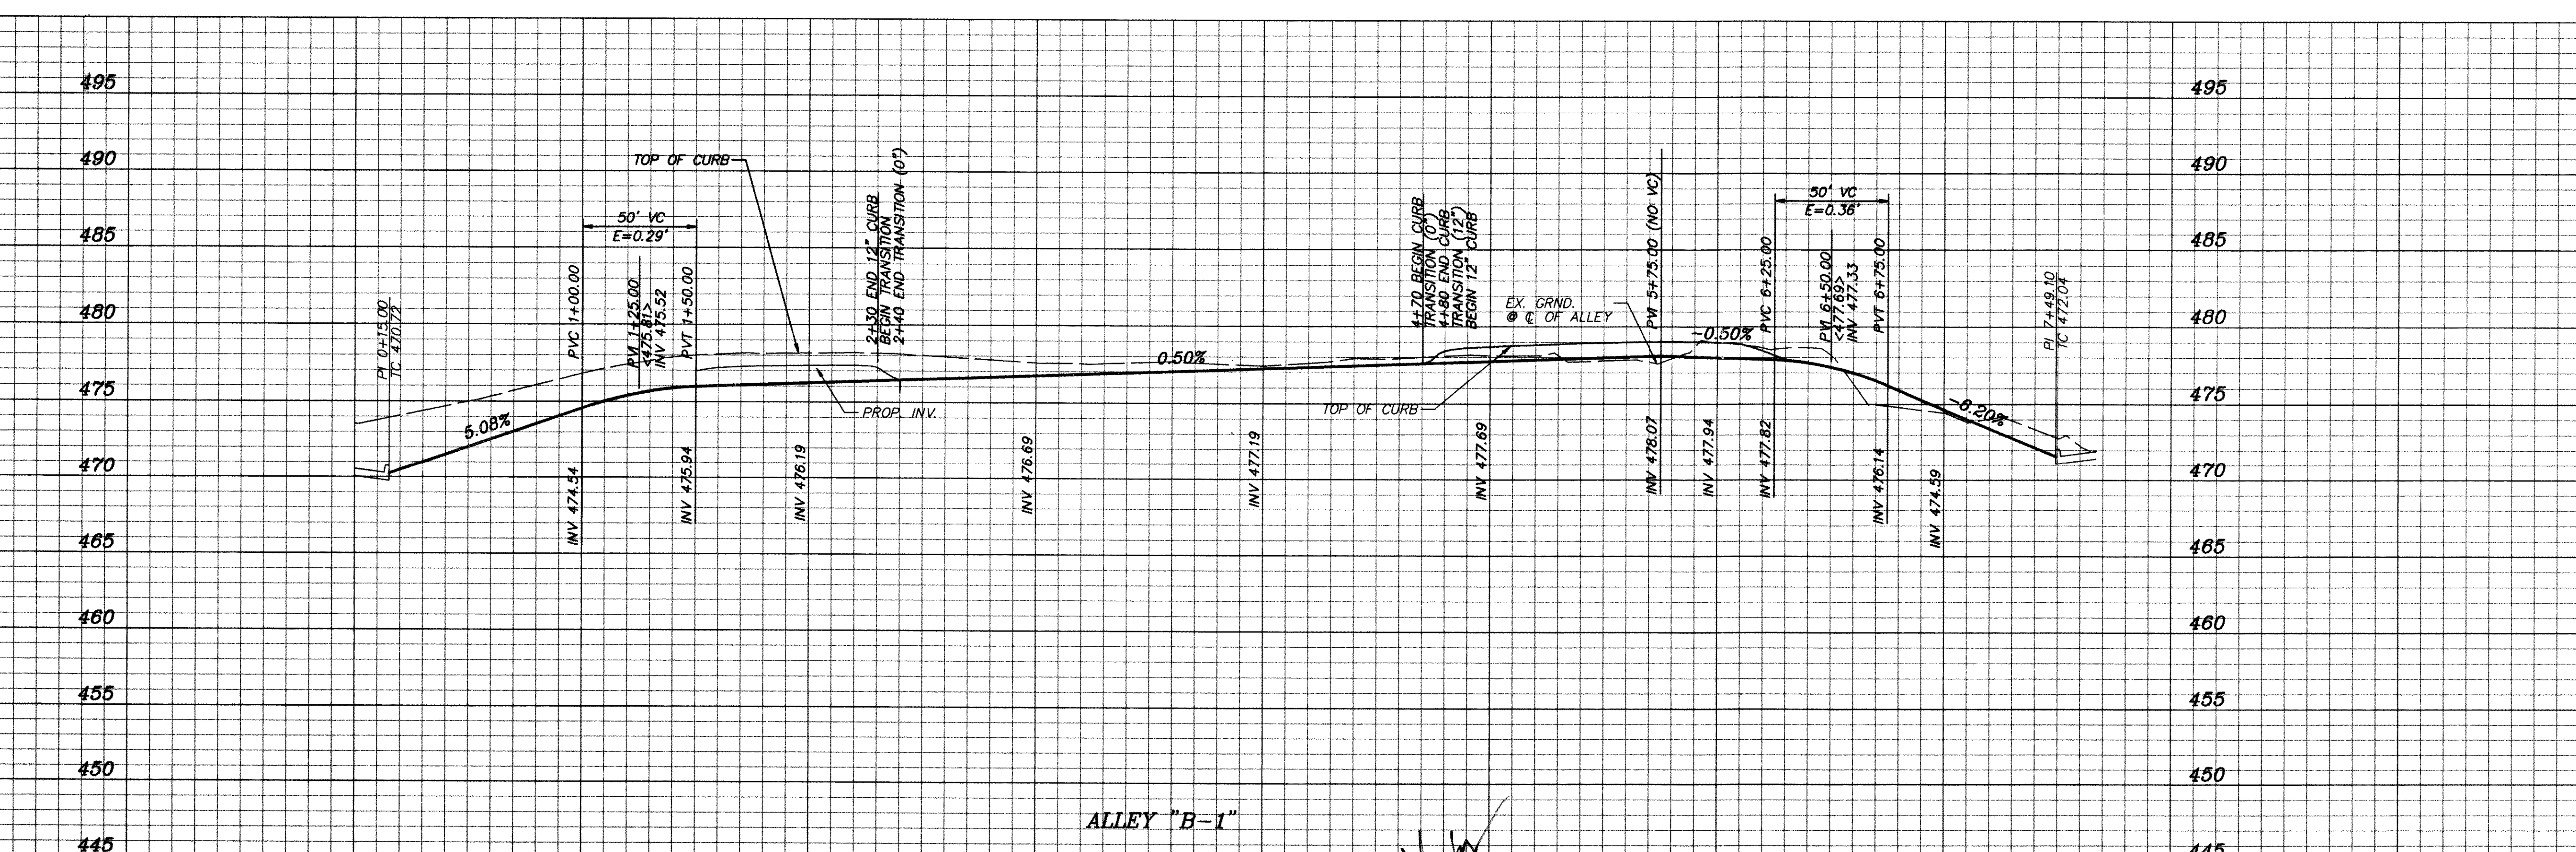 495
495
490
490
485
485
480
480
475
475
470
470
465
465
460
460
455
455
450
450
445
445
TOP OF CURB
50' VC
E=0.29'
PI 0+15.00
TC 470.72
PVC 1+00.00
PVI 1+25.00
<475.81>
INV 475.52
PVT 1+50.00
2+30 END 12" CURB
BEGIN TRANSITION
2+40 END TRANSITION (0")
4+70 BEGIN CURB
TRANSITION (0")
4+80 END CURB
TRANSITION (12")
BEGIN 12" CURB
EX. GRND.
@ ℄ OF ALLEY
PVI 5+75.00 (NO VC)
50' VC
E=0.36'
PVC 6+25.00
PVI 6+50.00
<477.69>
INV 477.33
PVT 6+75.00
PI 7+49.10
TC 472.04
5.08%
0.50%
-0.50%
-6.20%
PROP. INV.
TOP OF CURB
INV 474.54
INV 475.94
INV 476.19
INV 476.69
INV 477.19
INV 477.69
INV 478.07
INV 477.94
INV 477.82
INV 476.14
INV 474.59
ALLEY "B-1"